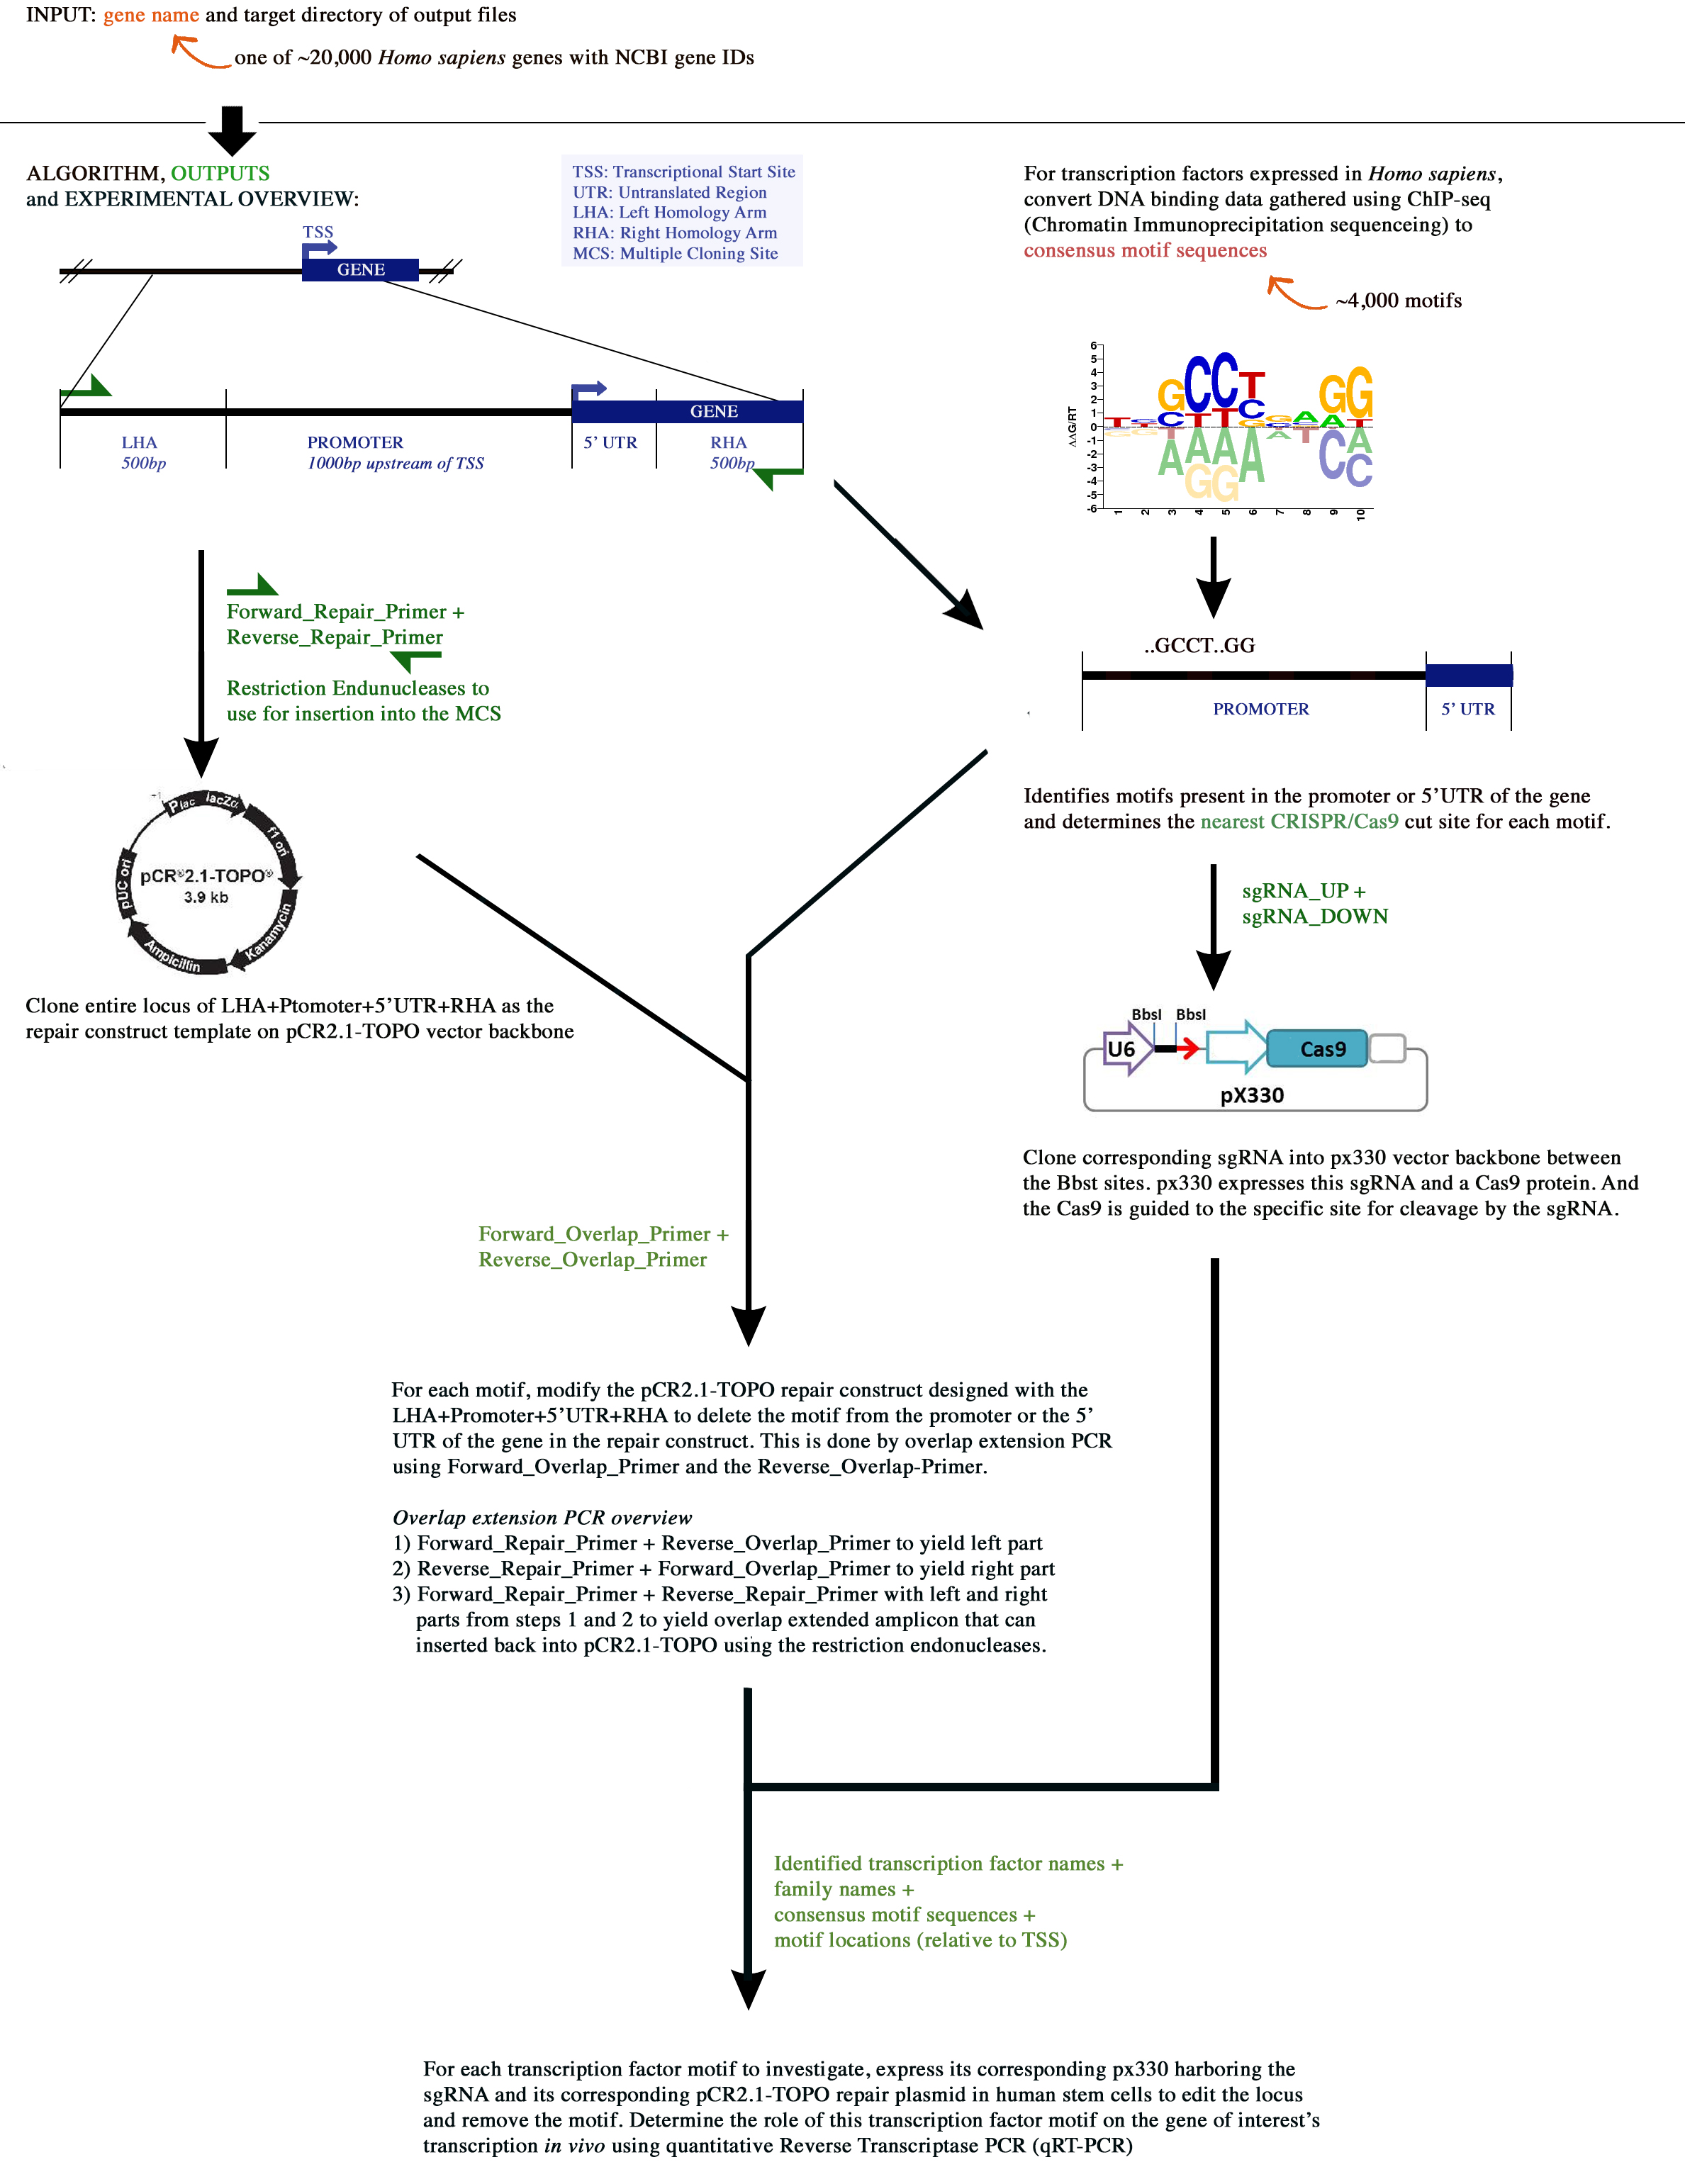 INPUT: gene name and target directory of output files
one of ~20,000 Homo sapiens genes with NCBI gene IDs
ALGORITHM, OUTPUTS
and EXPERIMENTAL OVERVIEW:
TSS: Transcriptional Start Site
UTR: Untranslated Region
LHA: Left Homology Arm
RHA: Right Homology Arm
MCS: Multiple Cloning Site
TSS
GENE
GENE
LHA
500bp
PROMOTER
1000bp upstream of TSS
5' UTR
RHA
500bp
For transcription factors expressed in Homo sapiens,
convert DNA binding data gathered using ChIP-seq
(Chromatin Immunoprecipitation sequenceing) to
consensus motif sequences
~4,000 motifs
ΔΔG/RT
6
5
4
3
2
1
0
-1
-2
-3
-4
-5
-6
1 2 3 4 5 6 7 8 9 10
..GCCT..GG
PROMOTER
5' UTR
Forward_Repair_Primer +
Reverse_Repair_Primer
Restriction Endunucleases to
use for insertion into the MCS
Plac lacZα
f1 ori
Kanamycin
Ampicillin
pUC ori
pCR®2.1-TOPO®
3.9 kb
Clone entire locus of LHA+Ptomoter+5'UTR+RHA as the
repair construct template on pCR2.1-TOPO vector backbone
Identifies motifs present in the promoter or 5'UTR of the gene
and determines the nearest CRISPR/Cas9 cut site for each motif.
sgRNA_UP +
sgRNA_DOWN
BbsI BbsI
U6
Cas9
pX330
Clone corresponding sgRNA into px330 vector backbone between
the Bbst sites. px330 expresses this sgRNA and a Cas9 protein. And
the Cas9 is guided to the specific site for cleavage by the sgRNA.
Forward_Overlap_Primer +
Reverse_Overlap_Primer
For each motif, modify the pCR2.1-TOPO repair construct designed with the
LHA+Promoter+5'UTR+RHA to delete the motif from the promoter or the 5'
UTR of the gene in the repair construct. This is done by overlap extension PCR
using Forward_Overlap_Primer and the Reverse_Overlap-Primer.
Overlap extension PCR overview
1) Forward_Repair_Primer + Reverse_Overlap_Primer to yield left part
2) Reverse_Repair_Primer + Forward_Overlap_Primer to yield right part
3) Forward_Repair_Primer + Reverse_Repair_Primer with left and right
parts from steps 1 and 2 to yield overlap extended amplicon that can
inserted back into pCR2.1-TOPO using the restriction endonucleases.
Identified transcription factor names +
family names +
consensus motif sequences +
motif locations (relative to TSS)
For each transcription factor motif to investigate, express its corresponding px330 harboring the
sgRNA and its corresponding pCR2.1-TOPO repair plasmid in human stem cells to edit the locus
and remove the motif. Determine the role of this transcription factor motif on the gene of interest's
transcription in vivo using quantitative Reverse Transcriptase PCR (qRT-PCR)